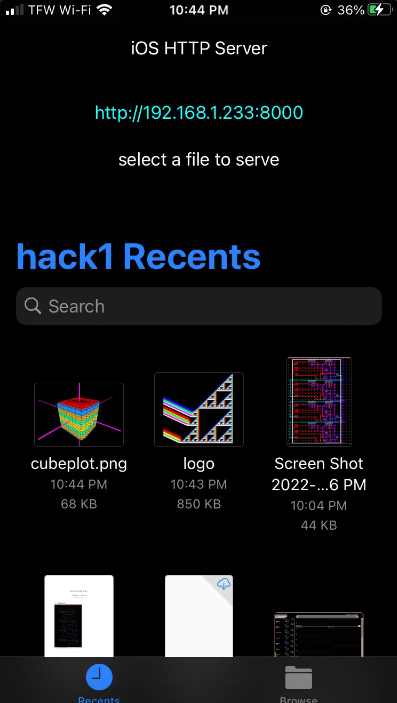 TFW Wi-Fi 10:44 PM 36%
iOS HTTP Server
http://192.168.1.233:8000
select a file to serve
hack1 Recents
Search
cubeplot.png
10:44 PM
68 KB
logo
10:43 PM
850 KB
Screen Shot
2022-...6 PM
10:04 PM
44 KB
Recents
Browse